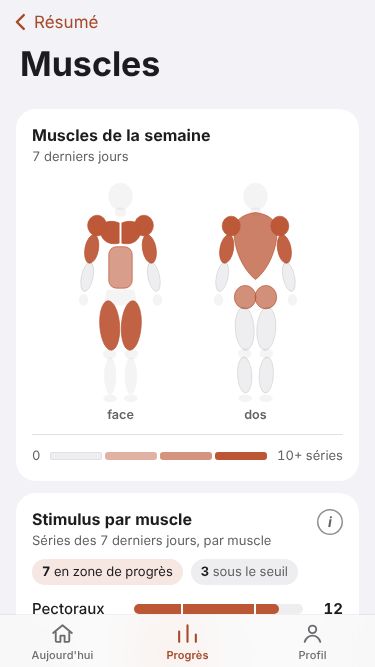 Résumé
Muscles
Muscles de la semaine
7 derniers jours
face
dos
0
10+ séries
Stimulus par muscle
i
Séries des 7 derniers jours, par muscle
7 en zone de progrès
3 sous le seuil
Pectoraux
12
Aujourd'hui
Progrès
Profil